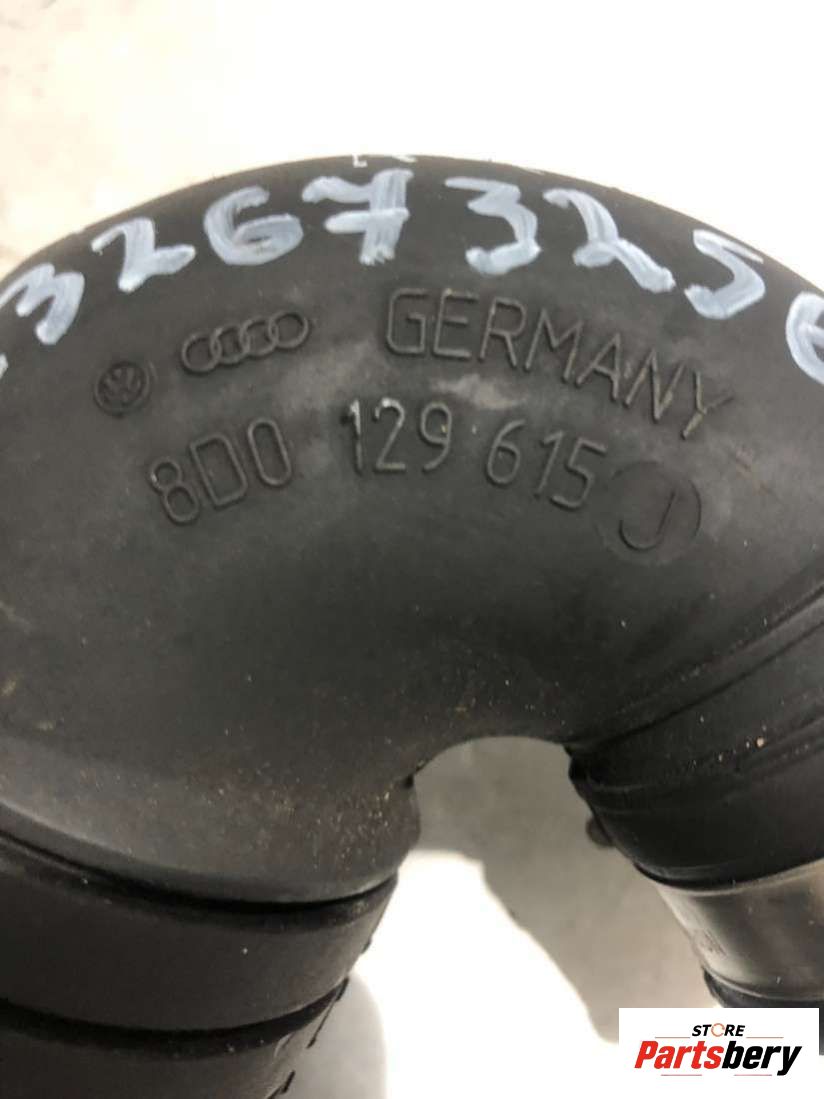 3267325
GERMANY
8D0 129 615 J
STORE
Partsbery